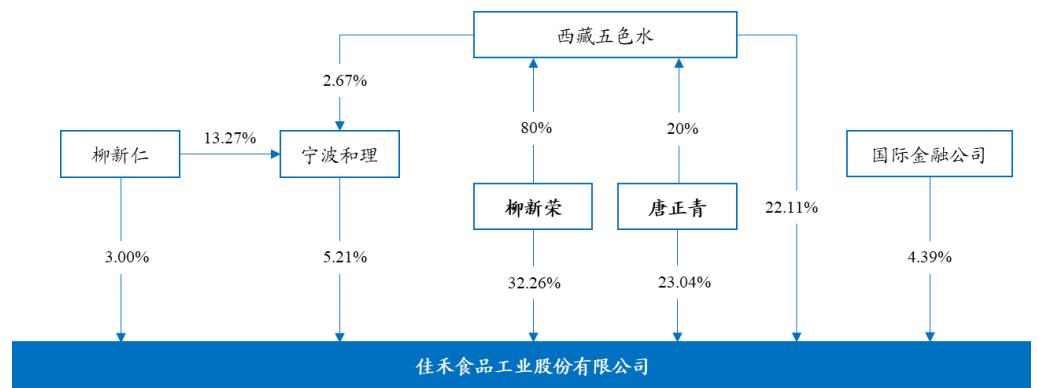 西藏五色水
2.67%
80%
20%
13.27%
柳新仁
宁波和理
国际金融公司
柳新荣
唐正青
22.11%
3.00%
5.21%
32.26%
23.04%
4.39%
佳禾食品工业股份有限公司